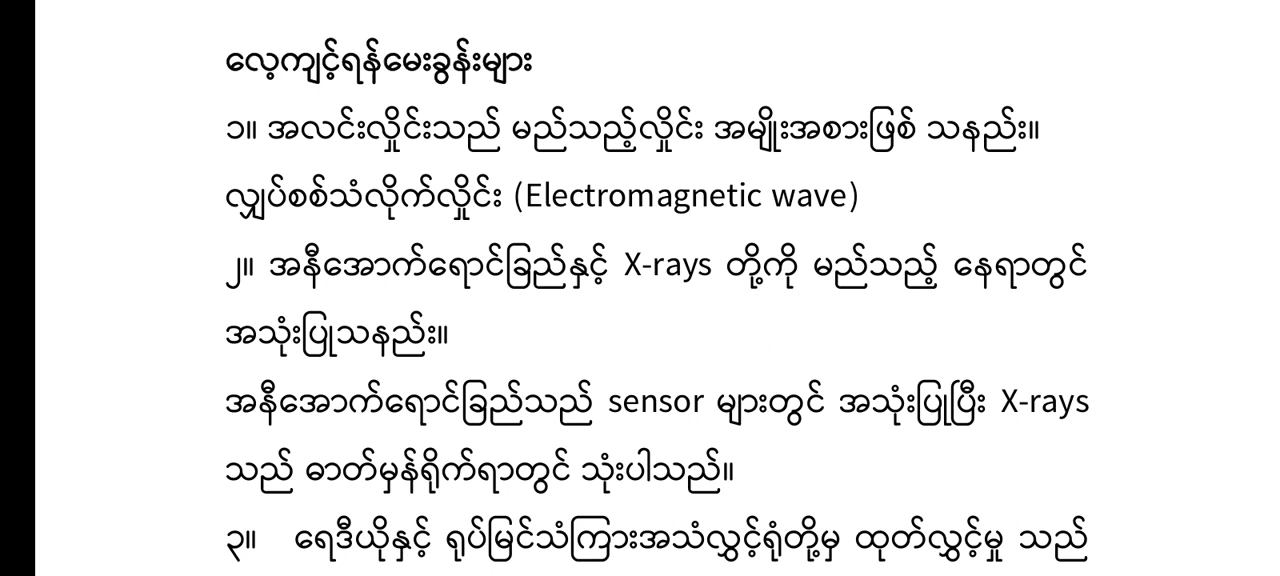 လေ့ကျင့်ရန်မေးခွန်းများ
၁။ အလင်းလှိုင်းသည် မည်သည့်လှိုင်း အမျိုးအစားဖြစ် သနည်း။
လျှပ်စစ်သံလိုက်လှိုင်း (Electromagnetic wave)
၂။ အနီအောက်ရောင်ခြည်နှင့် X-rays တို့ကို မည်သည့် နေရာတွင်
အသုံးပြုသနည်း။
အနီအောက်ရောင်ခြည်သည် sensor များတွင် အသုံးပြုပြီး X-rays
သည် ဓာတ်မှန်ရိုက်ရာတွင် သုံးပါသည်။
၃။ ရေဒီယိုနှင့် ရုပ်မြင်သံကြားအသံလွှင့်ရုံတို့မှ ထုတ်လွှင့်မှု သည်